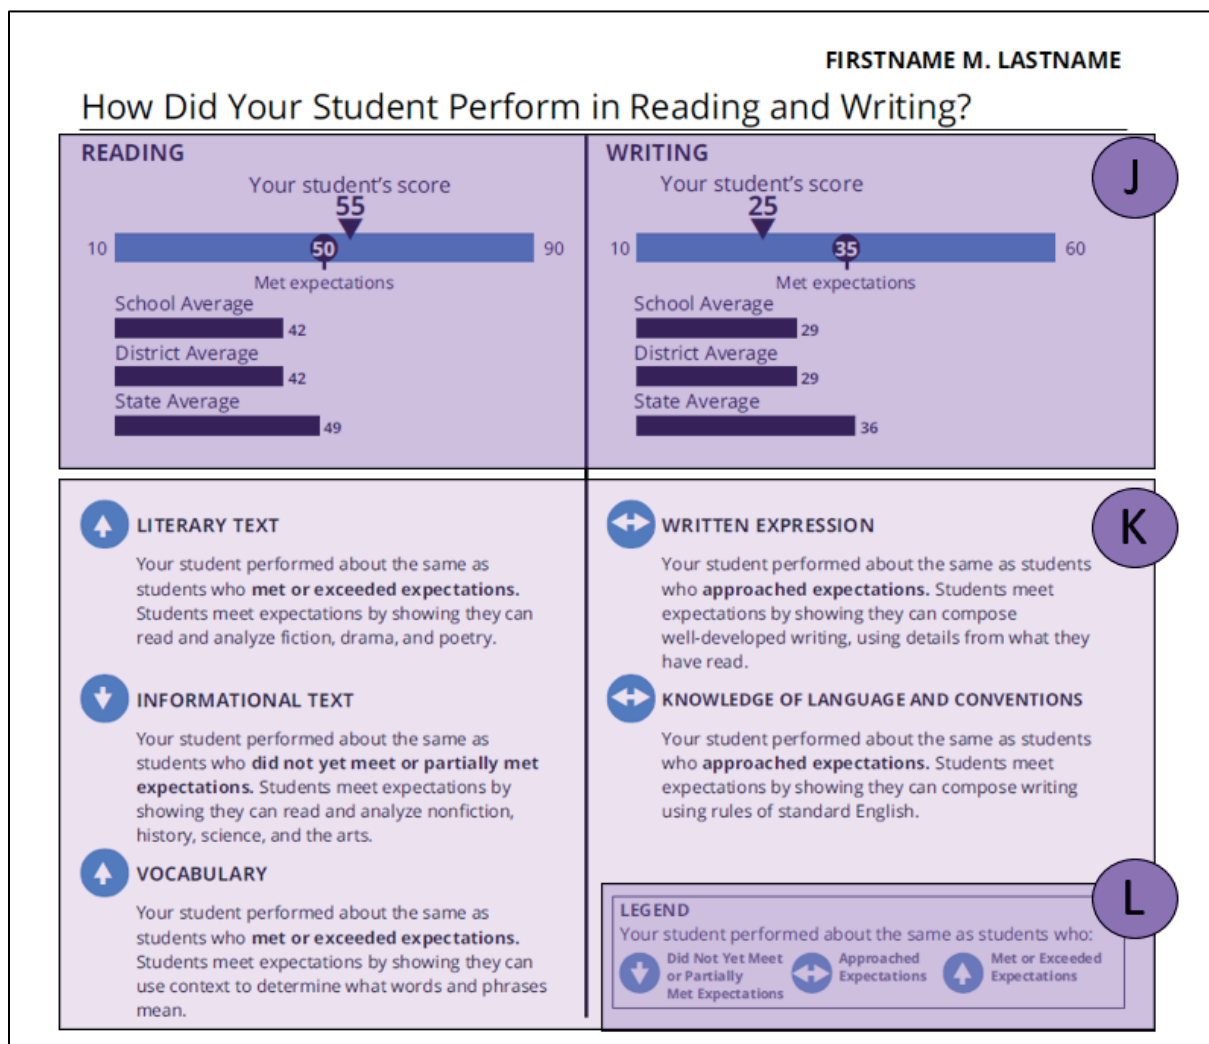 FIRSTNAME M. LASTNAME
How Did Your Student Perform in Reading and Writing?
READING
Your student's score
55
10
50
90
Met expectations
School Average
42
District Average
42
State Average
49
WRITING
J
Your student's score
25
10
35
60
Met expectations
School Average
29
District Average
29
State Average
36
LITERARY TEXT
Your student performed about the same as
students who met or exceeded expectations.
Students meet expectations by showing they can
read and analyze fiction, drama, and poetry.
INFORMATIONAL TEXT
Your student performed about the same as
students who did not yet meet or partially met
expectations. Students meet expectations by
showing they can read and analyze nonfiction,
history, science, and the arts.
VOCABULARY
Your student performed about the same as
students who met or exceeded expectations.
Students meet expectations by showing they can
use context to determine what words and phrases
mean.
K
WRITTEN EXPRESSION
Your student performed about the same as students
who approached expectations. Students meet
expectations by showing they can compose
well-developed writing, using details from what they
have read.
KNOWLEDGE OF LANGUAGE AND CONVENTIONS
Your student performed about the same as students
who approached expectations. Students meet
expectations by showing they can compose writing
using rules of standard English.
L
LEGEND
Your student performed about the same as students who:
Did Not Yet Meet
or Partially
Met Expectations
Approached
Expectations
Met or Exceeded
Expectations